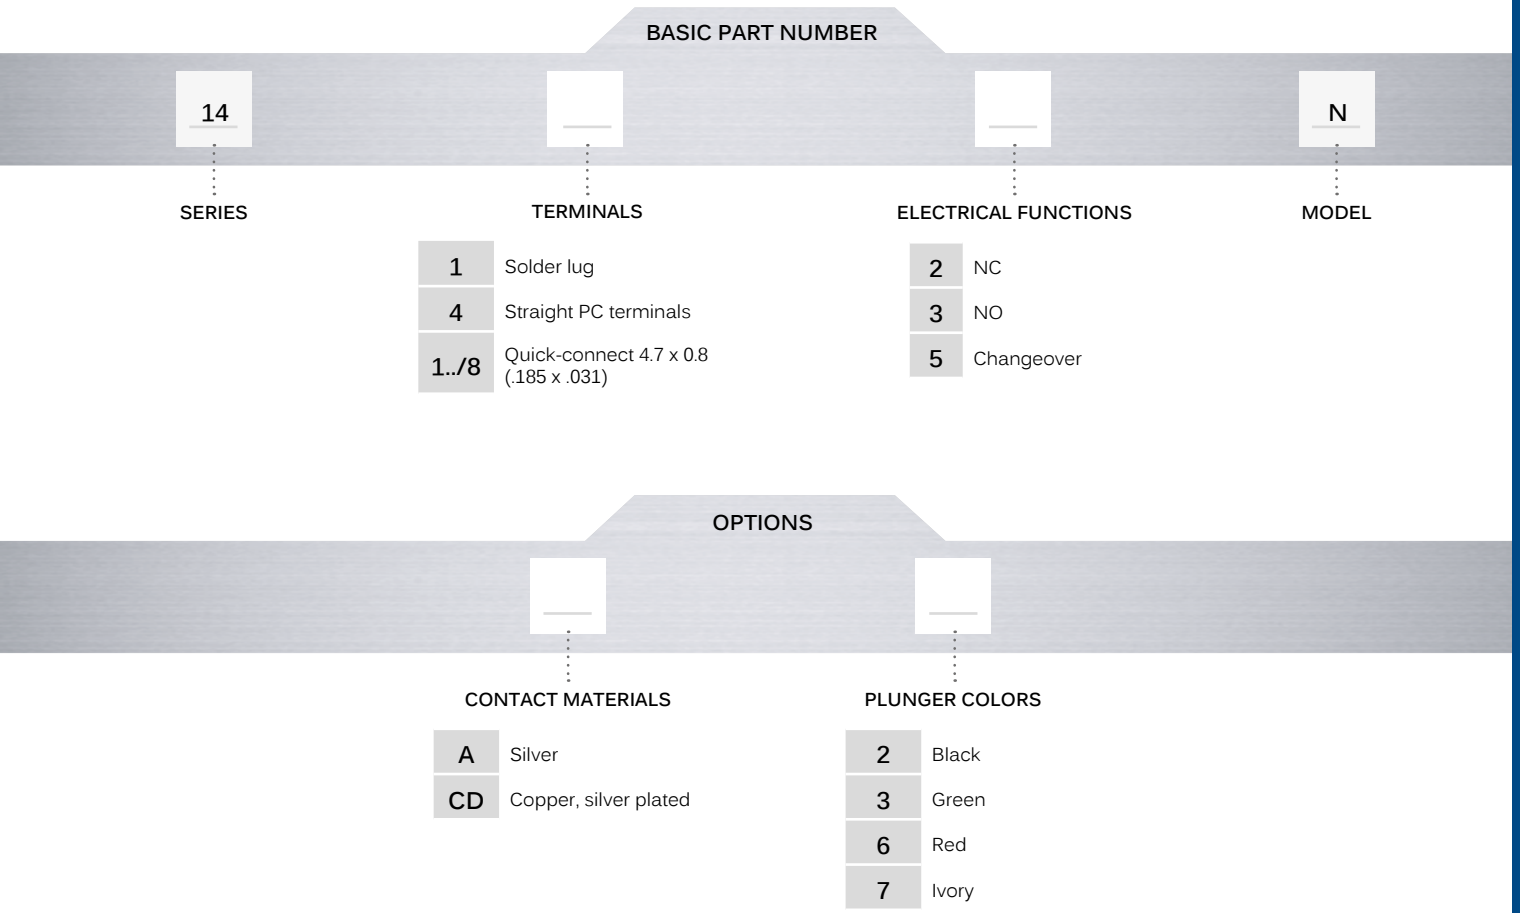 BASIC PART NUMBER
14
N
SERIES
TERMINALS
ELECTRICAL FUNCTIONS
MODEL
1 Solder lug
4 Straight PC terminals
1../8 Quick-connect 4.7 x 0.8
(.185 x .031)
2 NC
3 NO
5 Changeover
OPTIONS
CONTACT MATERIALS
PLUNGER COLORS
A Silver
CD Copper, silver plated
2 Black
3 Green
6 Red
7 Ivory